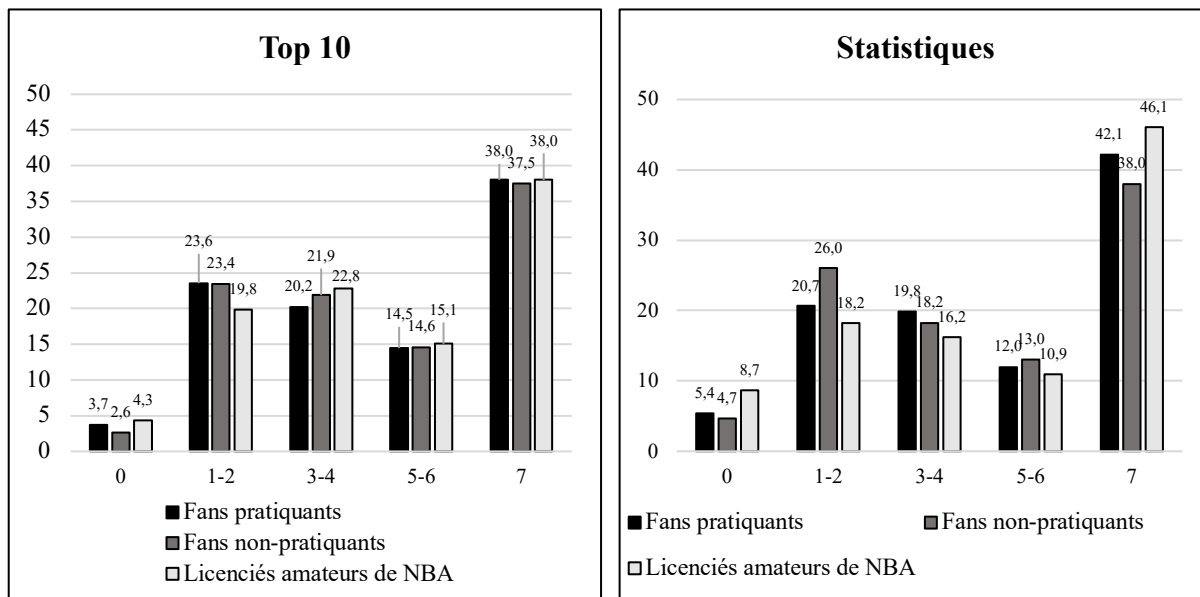 Top 10
50
45
40
35
30
25
20
15
10
5
0
3,7 2,6 4,3
23,6 23,4 19,8
20,2 21,9 22,8
14,5 14,6 15,1
38,0 37,5 38,0
0 1-2 3-4 5-6 7
Fans pratiquants
Fans non-pratiquants
Licenciés amateurs de NBA
Statistiques
50
40
30
20
10
0
5,4 4,7 8,7
20,7 26,0 18,2
19,8 18,2 16,2
12,0 13,0 10,9
42,1 38,0 46,1
0 1-2 3-4 5-6 7
Fans pratiquants Fans non-pratiquants
Licenciés amateurs de NBA